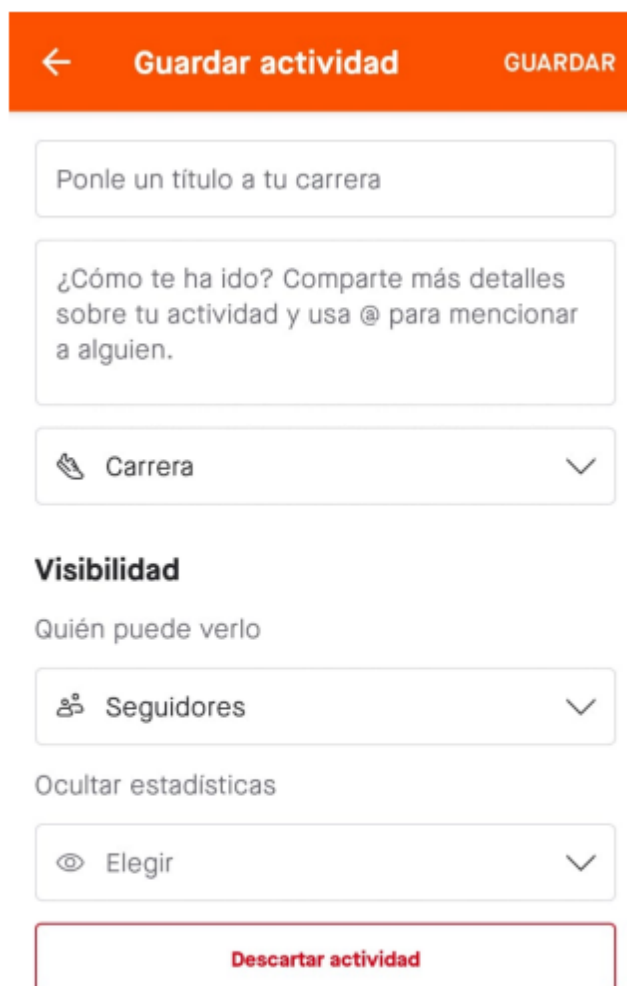 Guardar actividad GUARDAR
Ponle un título a tu carrera
¿Cómo te ha ido? Comparte más detalles
sobre tu actividad y usa @ para mencionar
a alguien.
Carrera
Visibilidad
Quién puede verlo
Seguidores
Ocultar estadísticas
Elegir
Descartar actividad